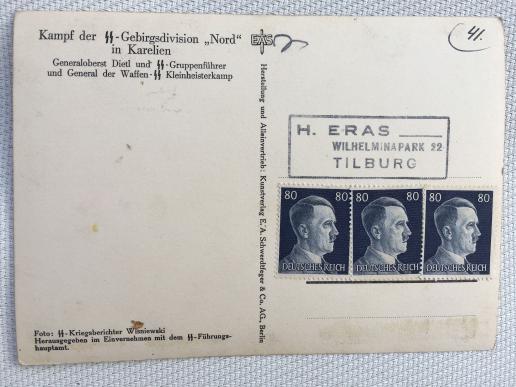 Kampf der SS-Gebirgsdivision „Nord“
in Karelien
Generaloberst Dietl und SS-Gruppenführer
und General der Waffen-SS Kleinheisterkamp
EAS
41.
Herstellung und Alleinvertrieb: Kunstverlag E. A. Schwerdtfeger & Co. AG., Berlin
H. ERAS
WILHELMINAPARK 22
TILBURG
80 80 80 80 80 80
DEUTSCHES REICH DEUTSCHES REICH DEUTSCHES REICH
Foto: SS-Kriegsberichter Wisniewski
Herausgegeben im Einvernehmen mit dem SS-Führungs-
hauptamt.